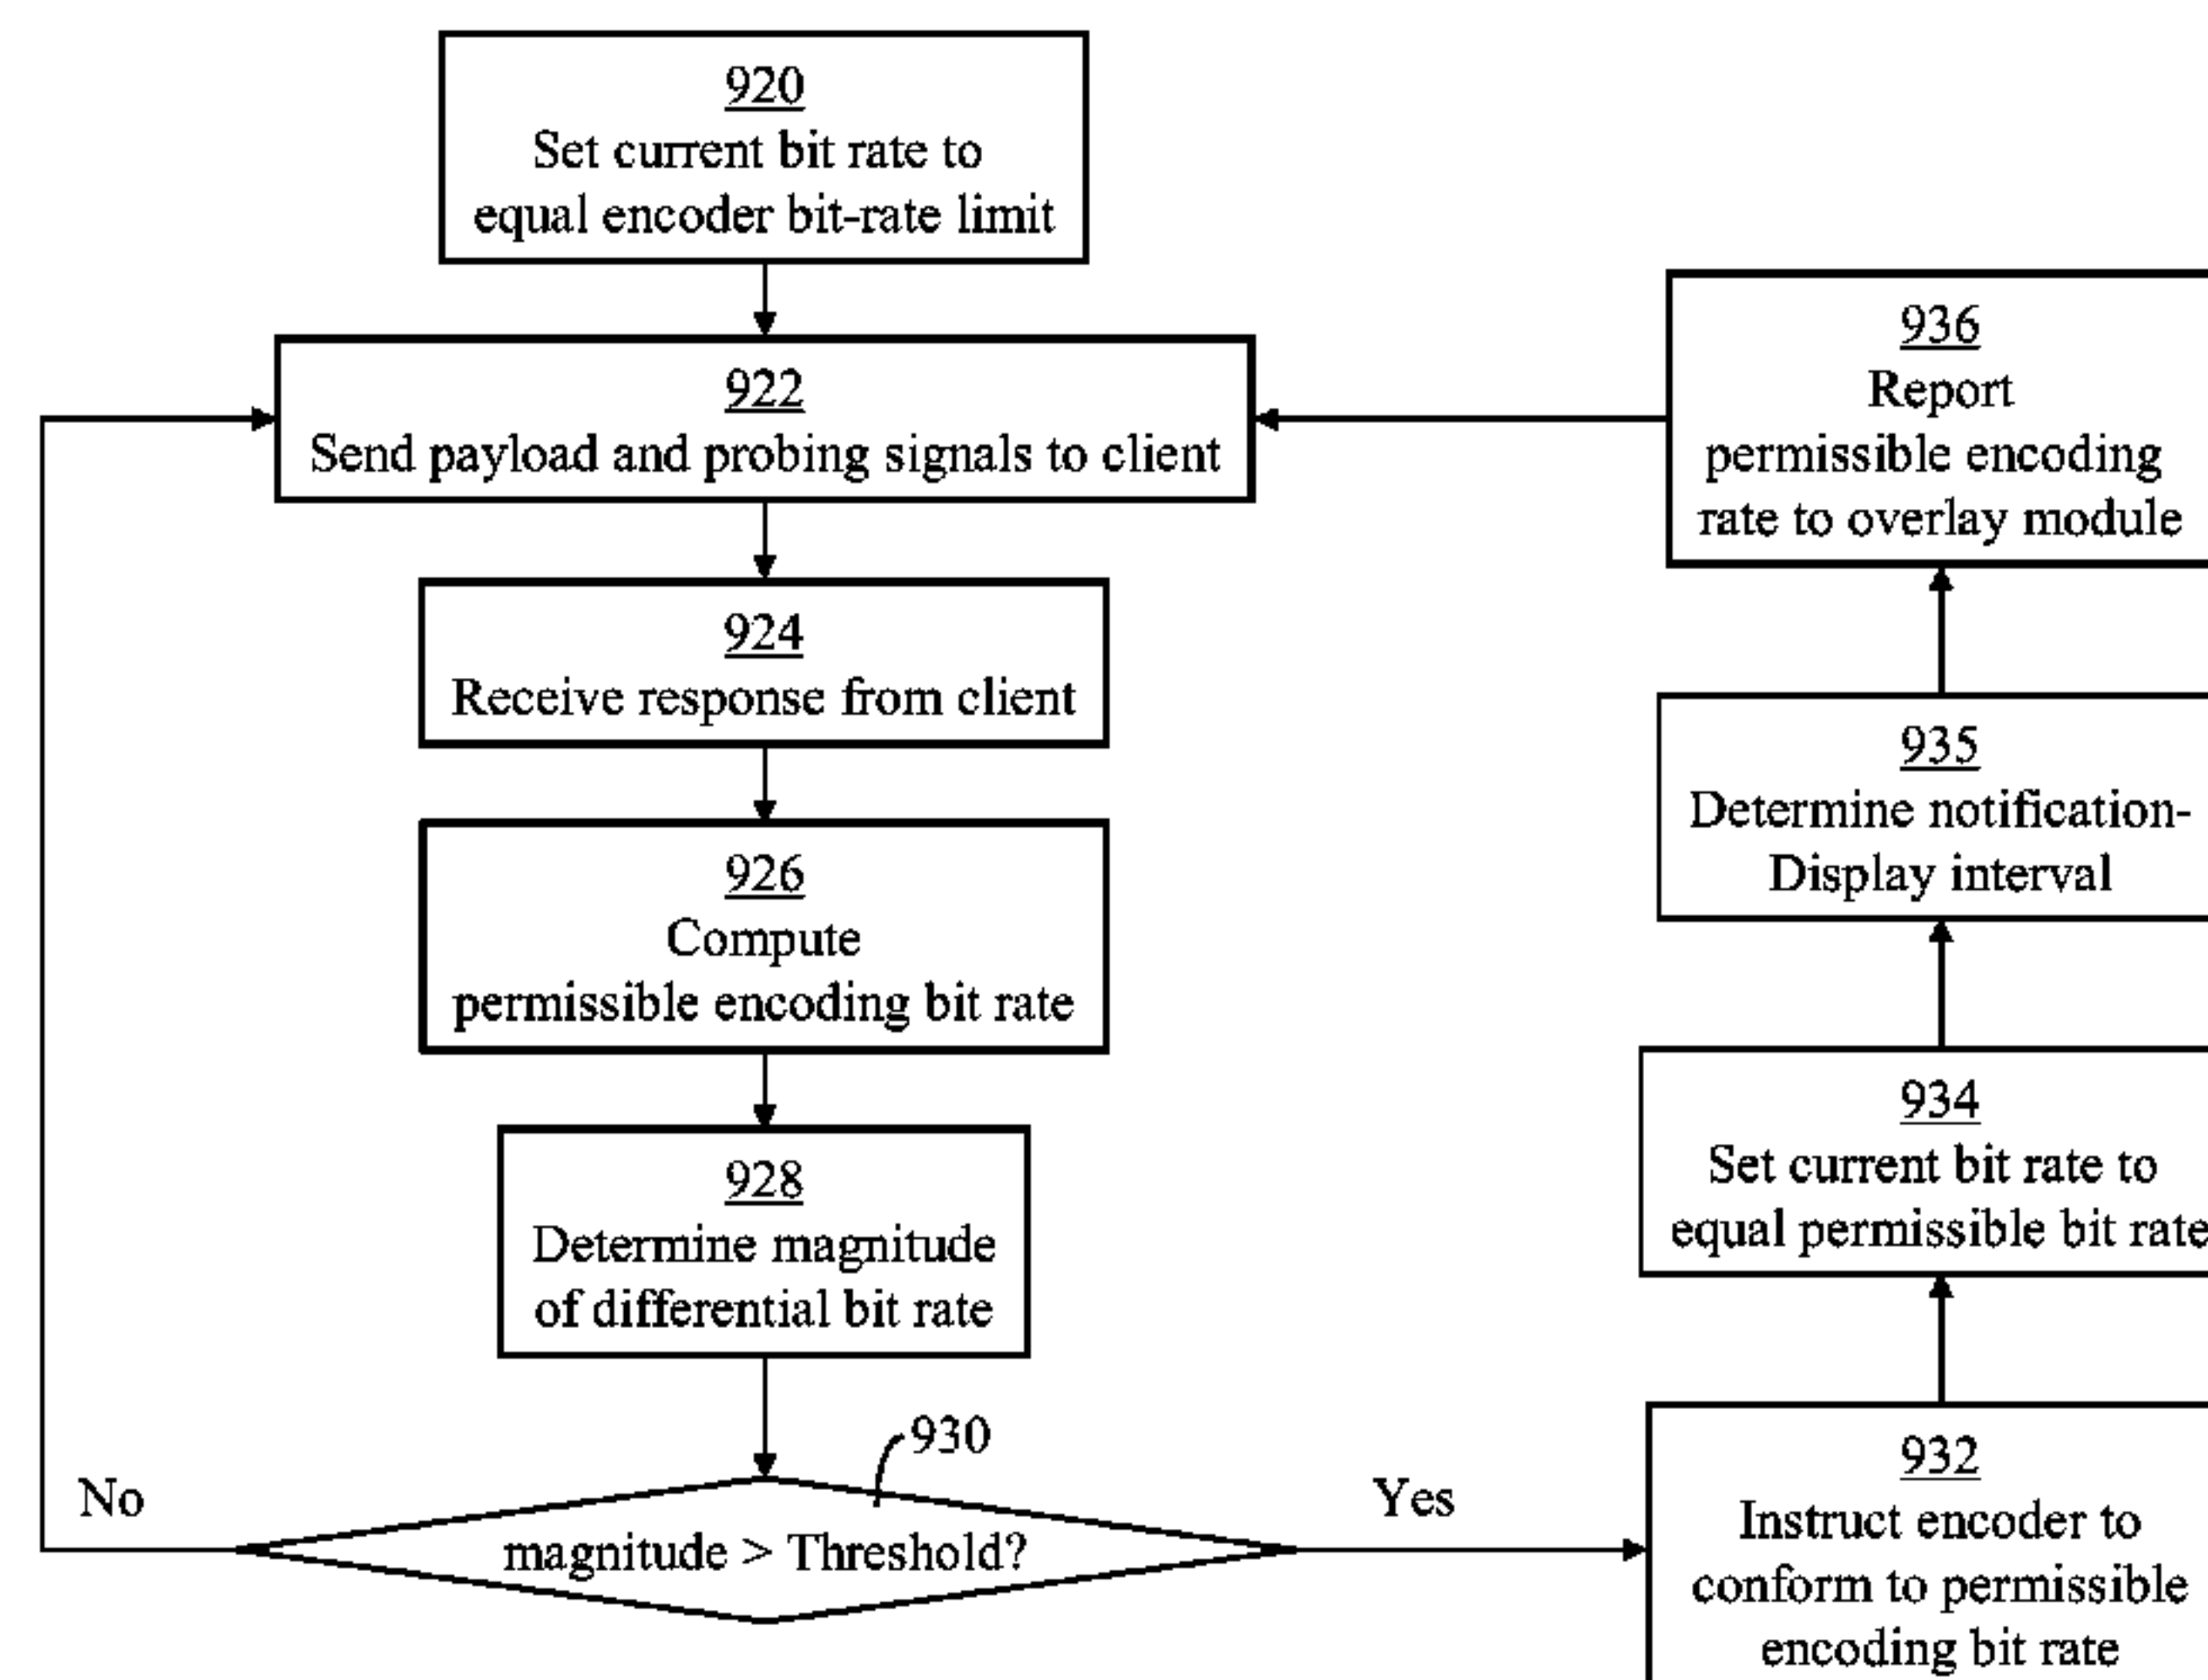 920
Set current bit rate to
equal encoder bit-rate limit
922
Send payload and probing signals to client
924
Receive response from client
926
Compute
permissible encoding bit rate
928
Determine magnitude
of differential bit rate
930
magnitude > Threshold?
No
Yes
932
Instruct encoder to
conform to permissible
encoding bit rate
934
Set current bit rate to
equal permissible bit rate
935
Determine notification-
Display interval
936
Report
permissible encoding
rate to overlay module